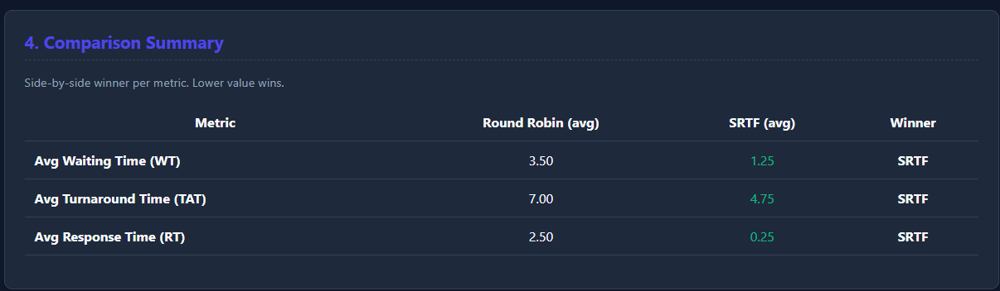 4. Comparison Summary
Side-by-side winner per metric. Lower value wins.
Metric Round Robin (avg) SRTF (avg) Winner
Avg Waiting Time (WT) 3.50 1.25 SRTF
Avg Turnaround Time (TAT) 7.00 4.75 SRTF
Avg Response Time (RT) 2.50 0.25 SRTF